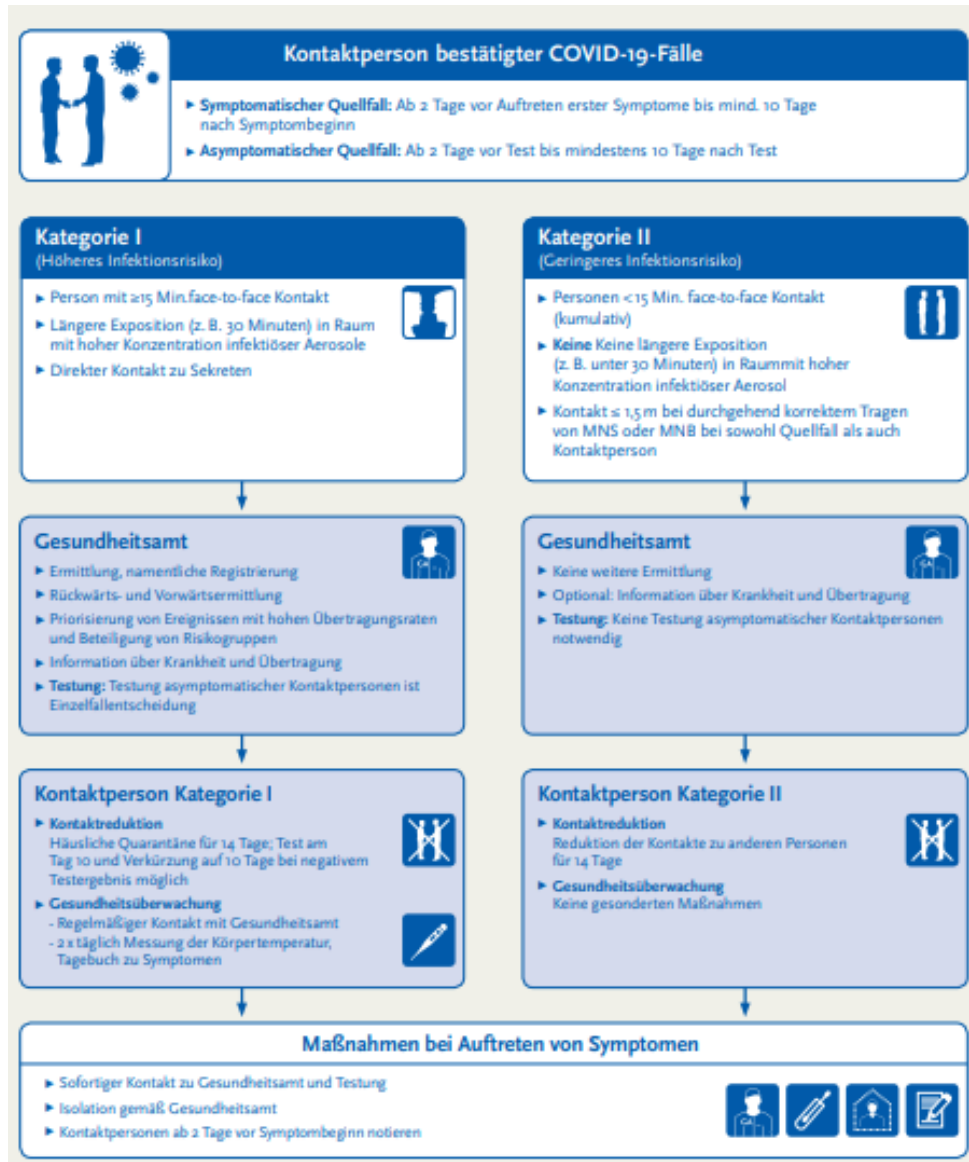 Kontaktperson bestätigter COVID-19-Fälle
▸ Symptomatischer Quellfall: Ab 2 Tage vor Auftreten erster Symptome bis mind. 10 Tage
nach Symptombeginn
▸ Asymptomatischer Quellfall: Ab 2 Tage vor Test bis mindestens 10 Tage nach Test
Kategorie I
(Höheres Infektionsrisiko)
▸ Person mit ≥15 Min.face-to-face Kontakt
▸ Längere Exposition (z. B. 30 Minuten) in Raum
mit hoher Konzentration infektiöser Aerosole
▸ Direkter Kontakt zu Sekreten
Kategorie II
(Geringeres Infektionsrisiko)
▸ Personen <15 Min. face-to-face Kontakt
(kumulativ)
▸ Keine Keine längere Exposition
(z. B. unter 30 Minuten) in Raummit hoher
Konzentration infektiöser Aerosol
▸ Kontakt ≤ 1,5 m bei durchgehend korrektem Tragen
von MNS oder MNB bei sowohl Quellfall als auch
Kontaktperson
Gesundheitsamt
▸ Ermittlung, namentliche Registrierung
▸ Rückwärts- und Vorwärtsermittlung
▸ Priorisierung von Ereignissen mit hohen Übertragungsraten
und Beteiligung von Risikogruppen
▸ Information über Krankheit und Übertragung
▸ Testung: Testung asymptomatischer Kontaktpersonen ist
Einzelfallentscheidung
GA
Gesundheitsamt
▸ Keine weitere Ermittlung
▸ Optional: Information über Krankheit und Übertragung
▸ Testung: Keine Testung asymptomatischer Kontaktpersonen
notwendig
GA
Kontaktperson Kategorie I
▸ Kontaktreduktion
Häusliche Quarantäne für 14 Tage; Test am
Tag 10 und Verkürzung auf 10 Tage bei negativem
Testergebnis möglich
▸ Gesundheitsüberwachung
- Regelmäßiger Kontakt mit Gesundheitsamt
- 2 x täglich Messung der Körpertemperatur,
Tagebuch zu Symptomen
Kontaktperson Kategorie II
▸ Kontaktreduktion
Reduktion der Kontakte zu anderen Personen
für 14 Tage
▸ Gesundheitsüberwachung
Keine gesonderten Maßnahmen
Maßnahmen bei Auftreten von Symptomen
▸ Sofortiger Kontakt zu Gesundheitsamt und Testung
▸ Isolation gemäß Gesundheitsamt
▸ Kontaktpersonen ab 2 Tage vor Symptombeginn notieren
GA